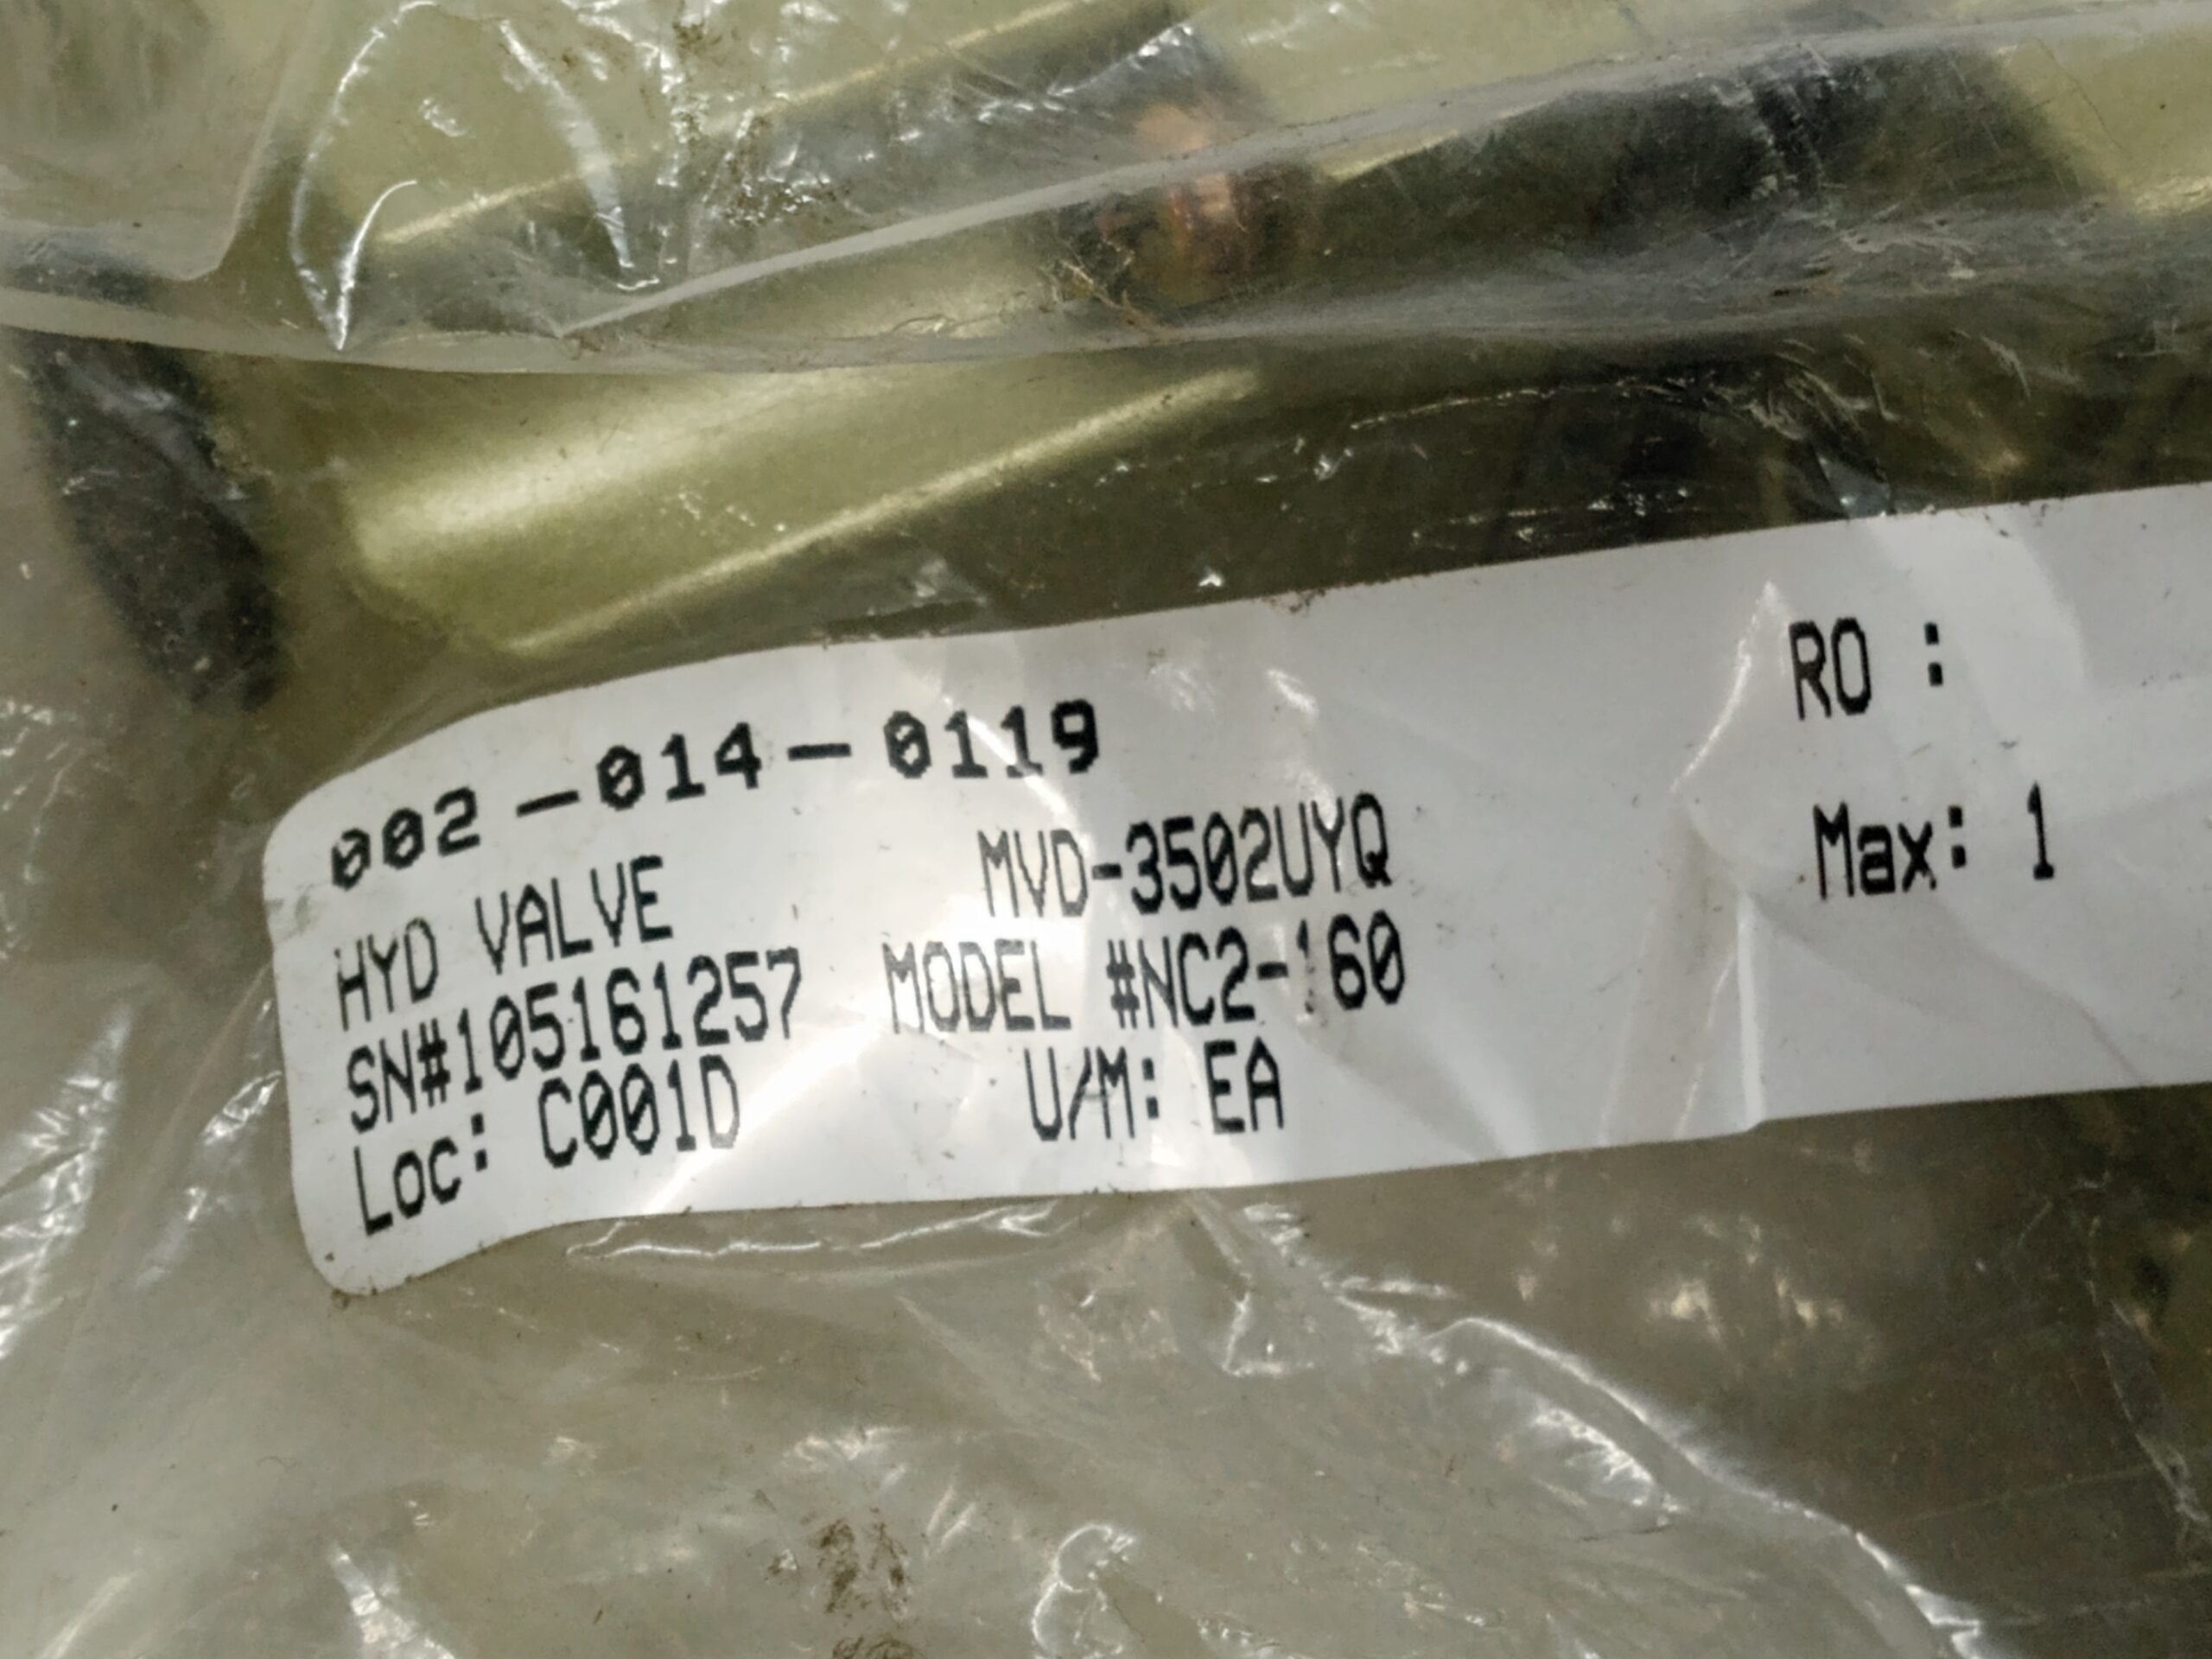 002-014-0119
HYD VALVE MVD-3502UYQ
SN#105161257 MODEL #NC2-160
Loc: C001D U/M: EA
RO :
Max: 1